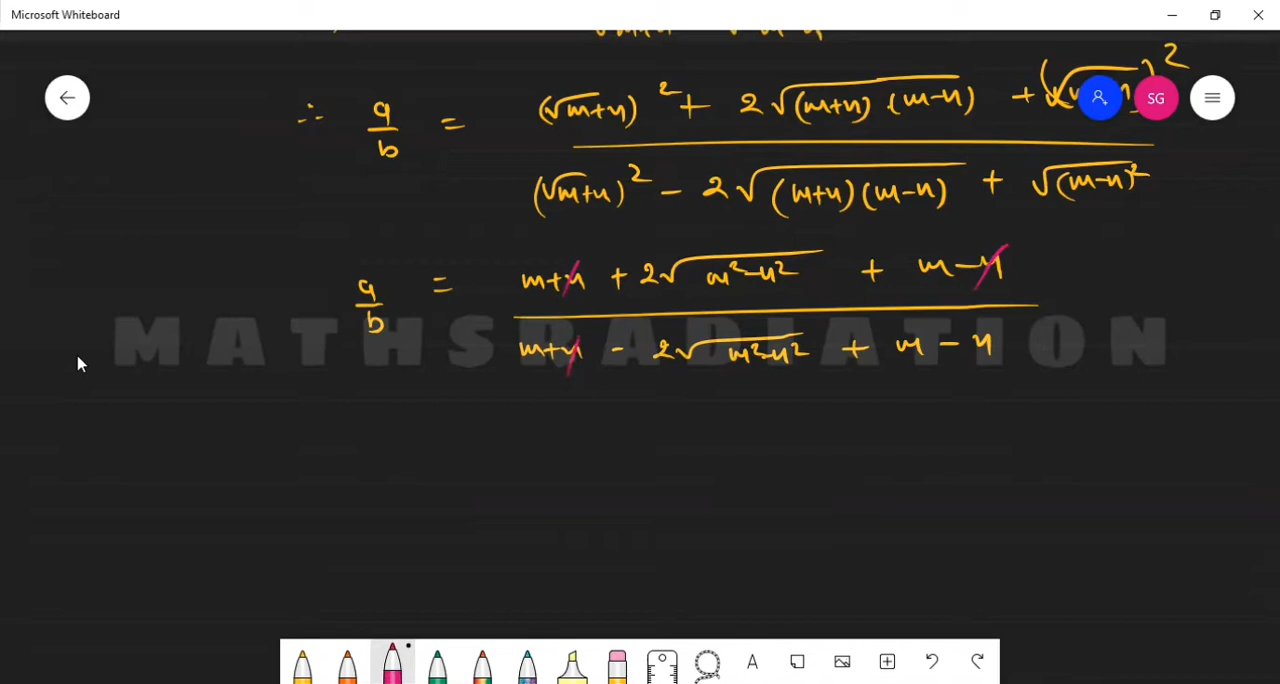 Microsoft Whiteboard
∴ a/b = ((√m+n)² + 2√(m+n)(m-n) + (√m-n)²) / ((√m+n)² - 2√(m+n)(m-n) + √(m-n)²)
SG
a/b = (m+n + 2√m²-n² + m-n) / (m+n - 2√m²-n² + m-n)
MATHSRADIATION
A